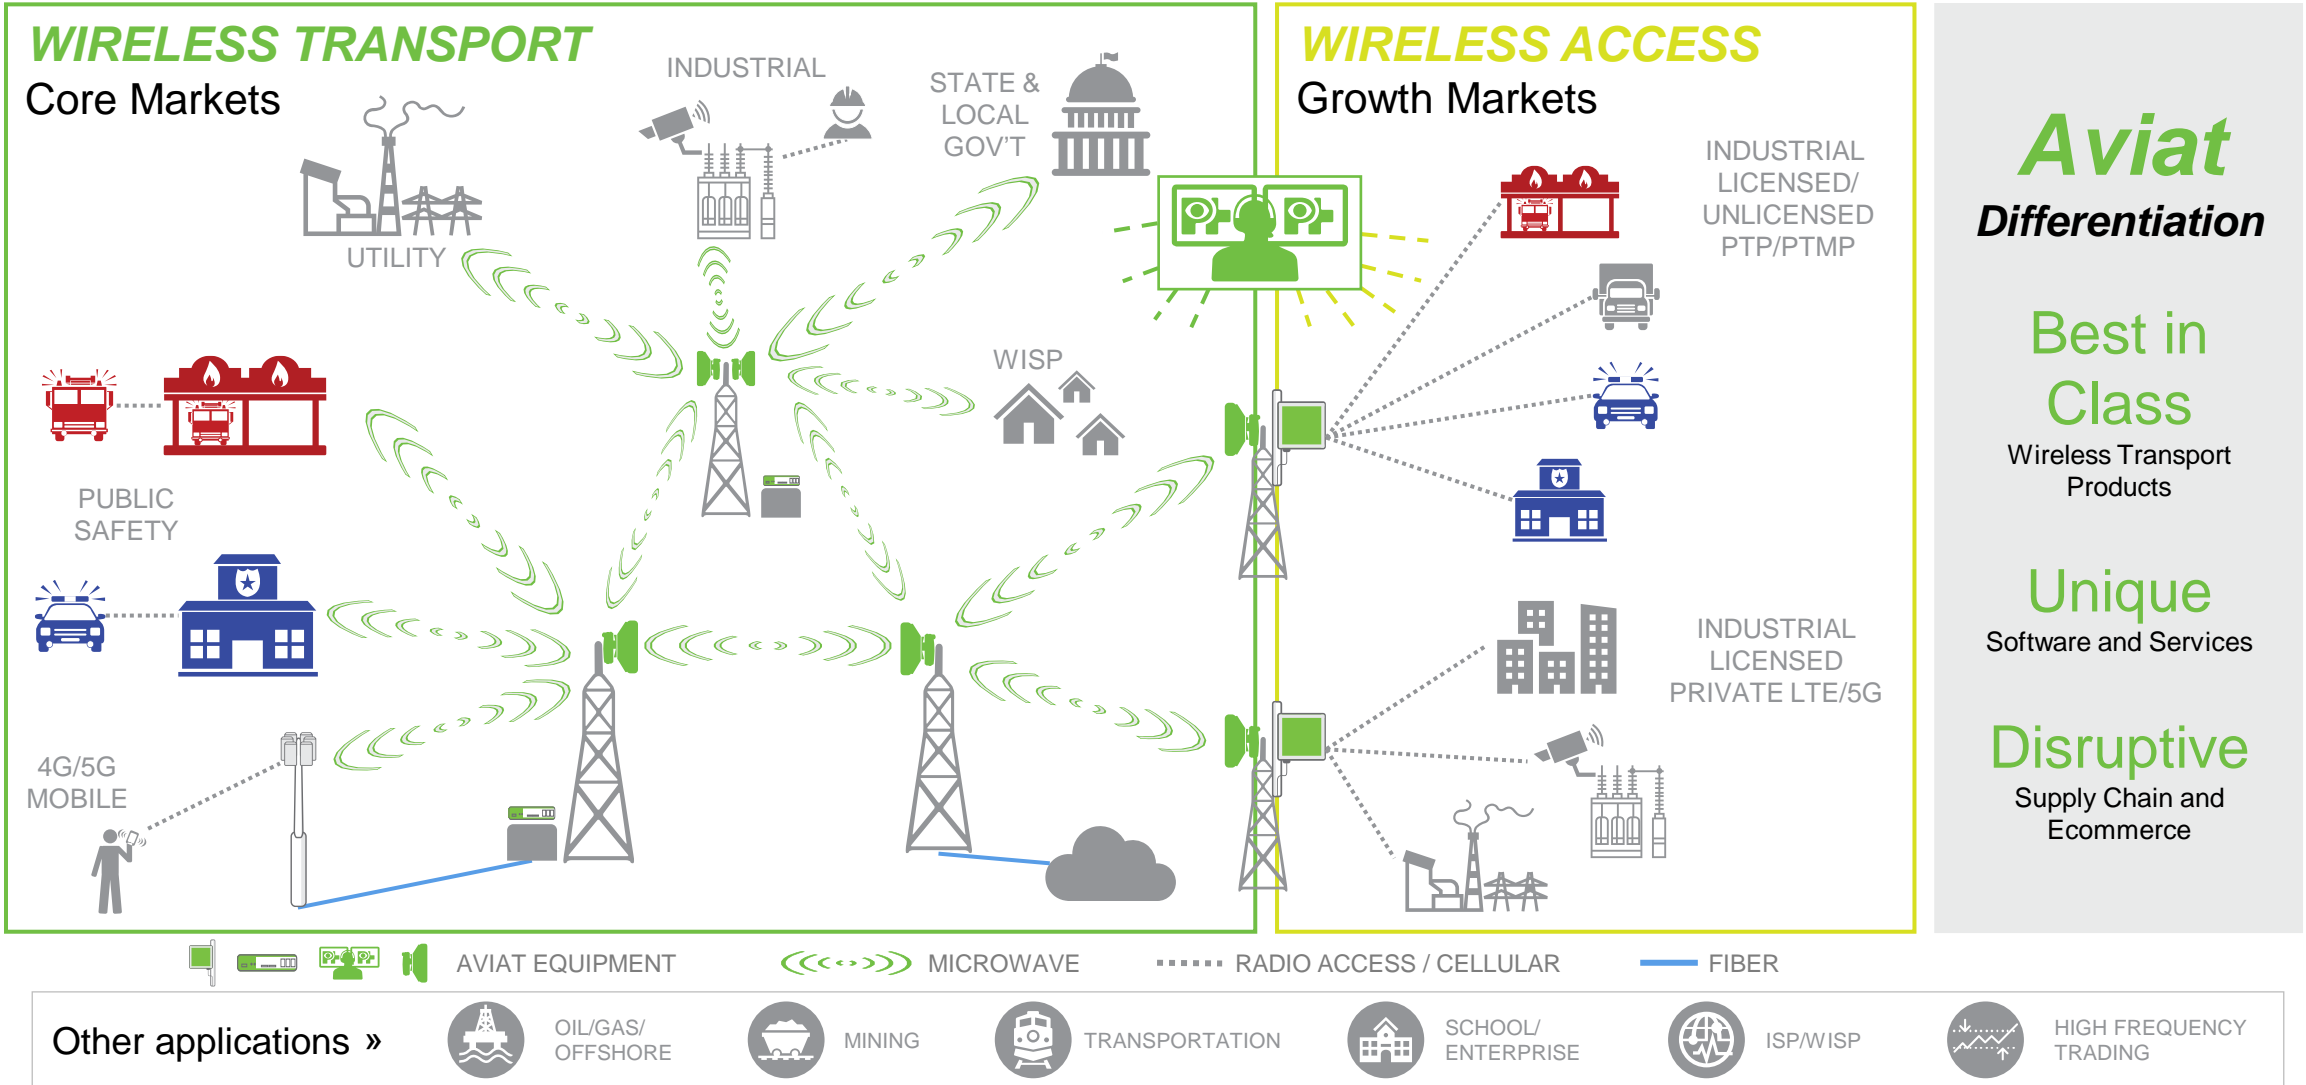 WIRELESS TRANSPORT
Core Markets
INDUSTRIAL
STATE &
LOCAL
GOV'T
UTILITY
WISP
PUBLIC
SAFETY
4G/5G
MOBILE
WIRELESS ACCESS
Growth Markets
INDUSTRIAL
LICENSED/
UNLICENSED
PTP/PTMP
INDUSTRIAL
LICENSED
PRIVATE LTE/5G
Aviat
Differentiation
Best in
Class
Wireless Transport
Products
Unique
Software and Services
Disruptive
Supply Chain and
Ecommerce
AVIAT EQUIPMENT
MICROWAVE
RADIO ACCESS / CELLULAR
FIBER
Other applications »
OIL/GAS/
OFFSHORE
MINING
TRANSPORTATION
SCHOOL/
ENTERPRISE
ISP/WISP
HIGH FREQUENCY
TRADING